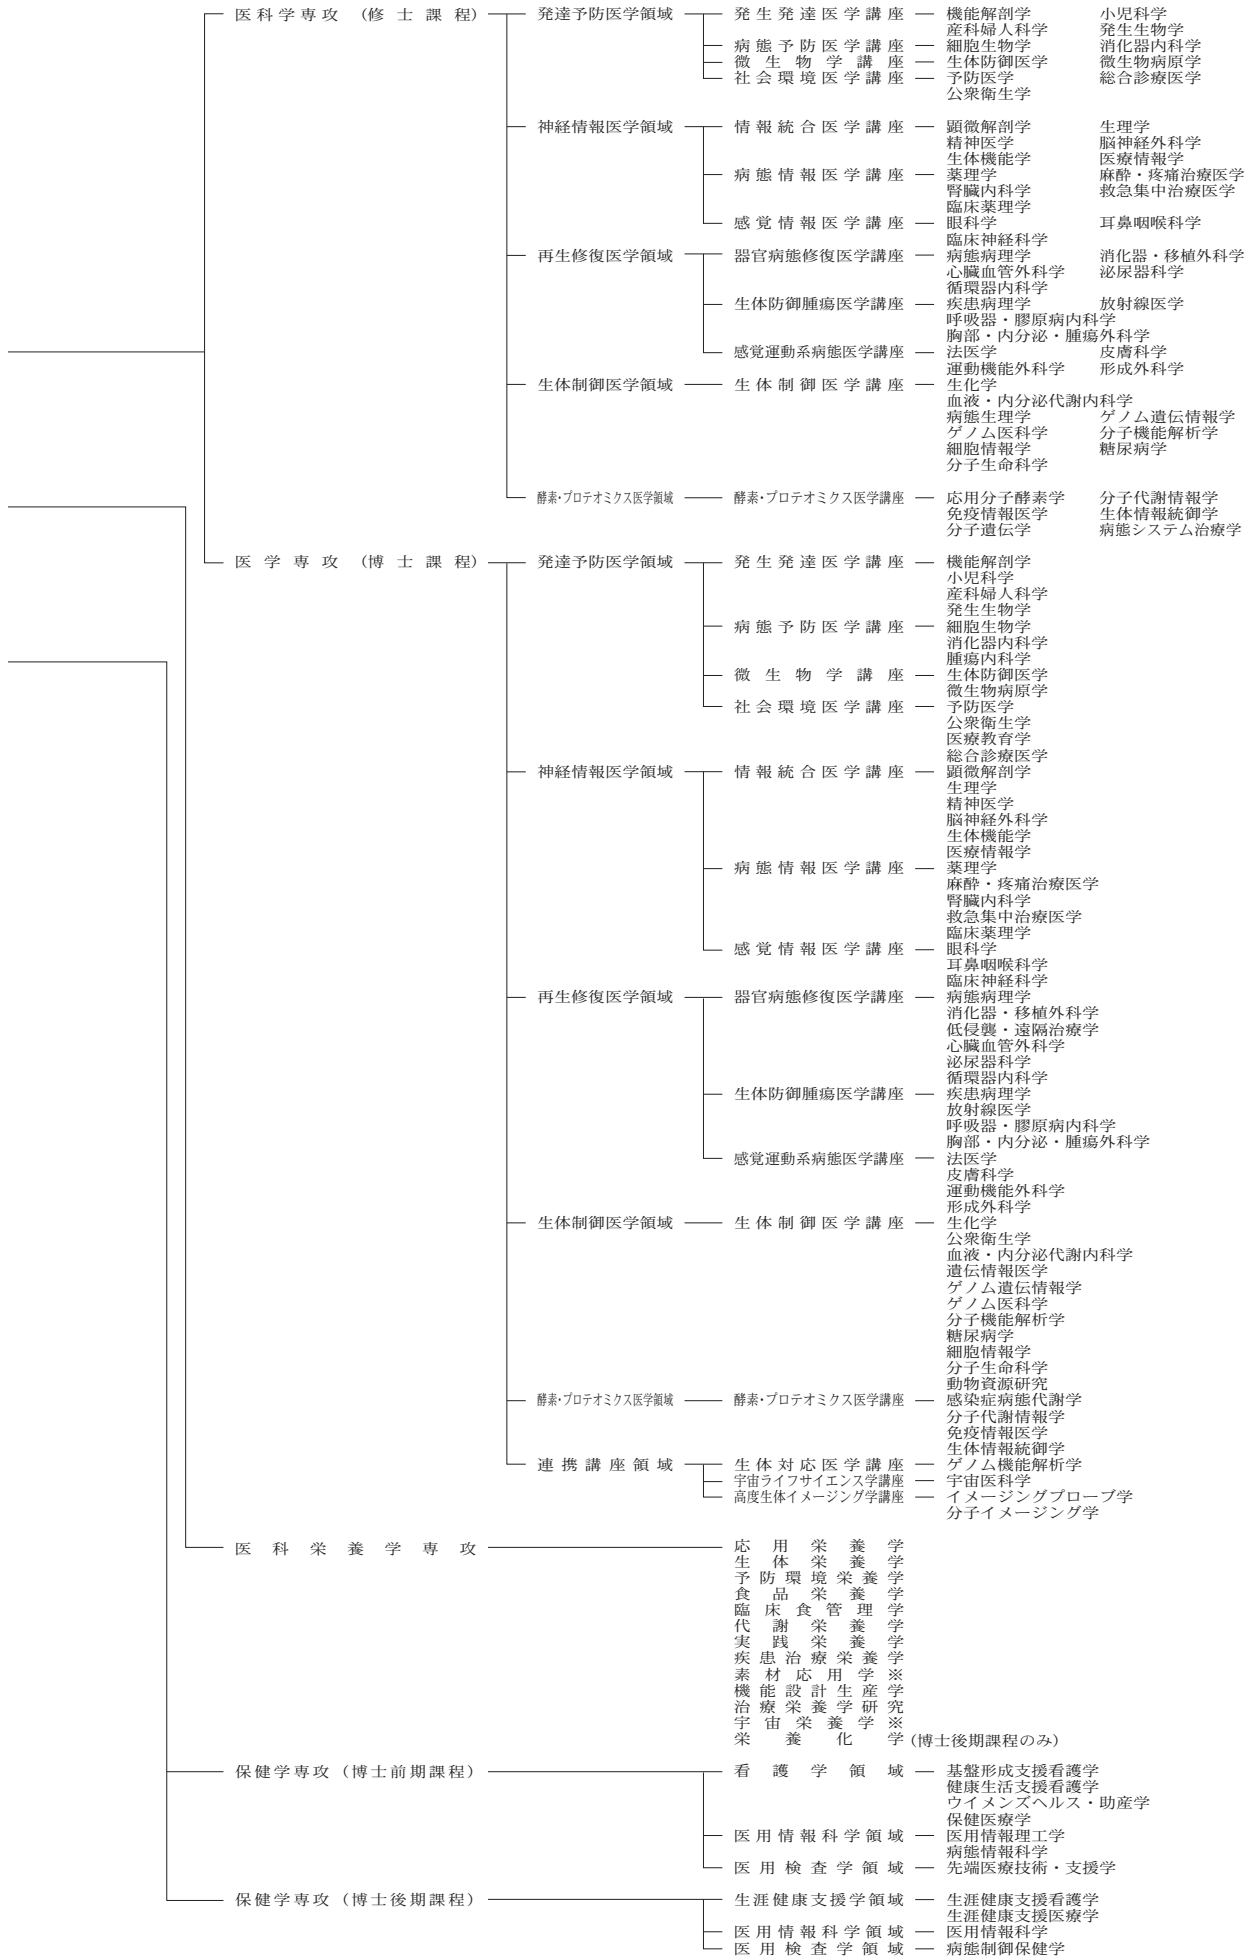 医科学専攻（修士課程） 発達予防医学領域 発生発達医学講座 機能解剖学 小児科学
産科婦人科学 発生生物学
病態予防医学講座 細胞生物学 消化器内科学
微生物学講座 生体防御医学 微生物病原学
社会環境医学講座 予防医学 総合診療医学
公衆衛生学
神経情報医学領域 情報統合医学講座 顕微解剖学 生理学
精神医学 脳神経外科学
生体機能学 医療情報学
病態情報医学講座 薬理学 麻酔・疼痛治療医学
腎臓内科学 救急集中治療医学
臨床薬理学
感覚情報医学講座 眼科学 耳鼻咽喉科学
臨床神経科学
再生修復医学領域 器官病態修復医学講座 病態病理学 消化器・移植外科学
心臓血管外科学 泌尿器科学
循環器内科学
生体防御腫瘍医学講座 疾患病理学 放射線医学
呼吸器・膠原病内科学
胸部・内分泌・腫瘍外科学
感覚運動系病態医学講座 法医学 皮膚科学
運動機能外科学 形成外科学
生体制御医学領域 生体制御医学講座 生化学
血液・内分泌代謝内科学
病態生理学 ゲノム遺伝情報学
ゲノム医科学 分子機能解析学
細胞情報学 糖尿病学
分子生命科学
酵素・プロテオミクス医学領域 酵素・プロテオミクス医学講座 応用分子酵素学 分子代謝情報学
免疫情報医学 生体情報統御学
分子遺伝学 病態システム治療学
医学専攻（博士課程） 発達予防医学領域 発生発達医学講座 機能解剖学
小児科学
産科婦人科学
発生生物学
病態予防医学講座 細胞生物学
消化器内科学
腫瘍内科学
微生物学講座 生体防御医学
微生物病原学
社会環境医学講座 予防医学
公衆衛生学
医療教育学
総合診療医学
神経情報医学領域 情報統合医学講座 顕微解剖学
生理学
精神医学
脳神経外科学
生体機能学
医療情報学
病態情報医学講座 薬理学
麻酔・疼痛治療医学
腎臓内科学
救急集中治療医学
臨床薬理学
感覚情報医学講座 眼科学
耳鼻咽喉科学
臨床神経科学
再生修復医学領域 器官病態修復医学講座 病態病理学
消化器・移植外科学
低侵襲・遠隔治療学
心臓血管外科学
泌尿器科学
循環器内科学
生体防御腫瘍医学講座 疾患病理学
放射線医学
呼吸器・膠原病内科学
胸部・内分泌・腫瘍外科学
感覚運動系病態医学講座 法医学
皮膚科学
運動機能外科学
形成外科学
生体制御医学領域 生体制御医学講座 生化学
公衆衛生学
血液・内分泌代謝内科学
遺伝情報医学
ゲノム遺伝情報学
ゲノム医科学
分子機能解析学
糖尿病学
細胞情報学
分子生命科学
動物資源研究
酵素・プロテオミクス医学領域 酵素・プロテオミクス医学講座 感染症病態代謝学
分子代謝情報学
免疫情報医学
生体情報統御学
連携講座領域 生体対応医学講座 ゲノム機能解析学
宇宙ライフサイエンス学講座 宇宙医科学
高度生体イメージング学講座 イメージングプローブ学
分子イメージング学
医科栄養学専攻 応用栄養学
生体栄養学
予防環境栄養学
食品栄養学
臨床食管理学
代謝栄養学
実践栄養学
疾患治療栄養学
素材応用学※
機能設計生産学
治療栄養学研究
宇宙栄養学※
栄養化学(博士後期課程のみ)
保健学専攻（博士前期課程） 看護学領域 基盤形成支援看護学
健康生活支援看護学
ウイメンズヘルス・助産学
保健医療学
医用情報科学領域 医用情報理工学
病態情報科学
医用検査学領域 先端医療技術・支援学
保健学専攻（博士後期課程） 生涯健康支援学領域 生涯健康支援看護学
生涯健康支援医療学
医用情報科学領域 医用情報科学
医用検査学領域 病態制御保健学